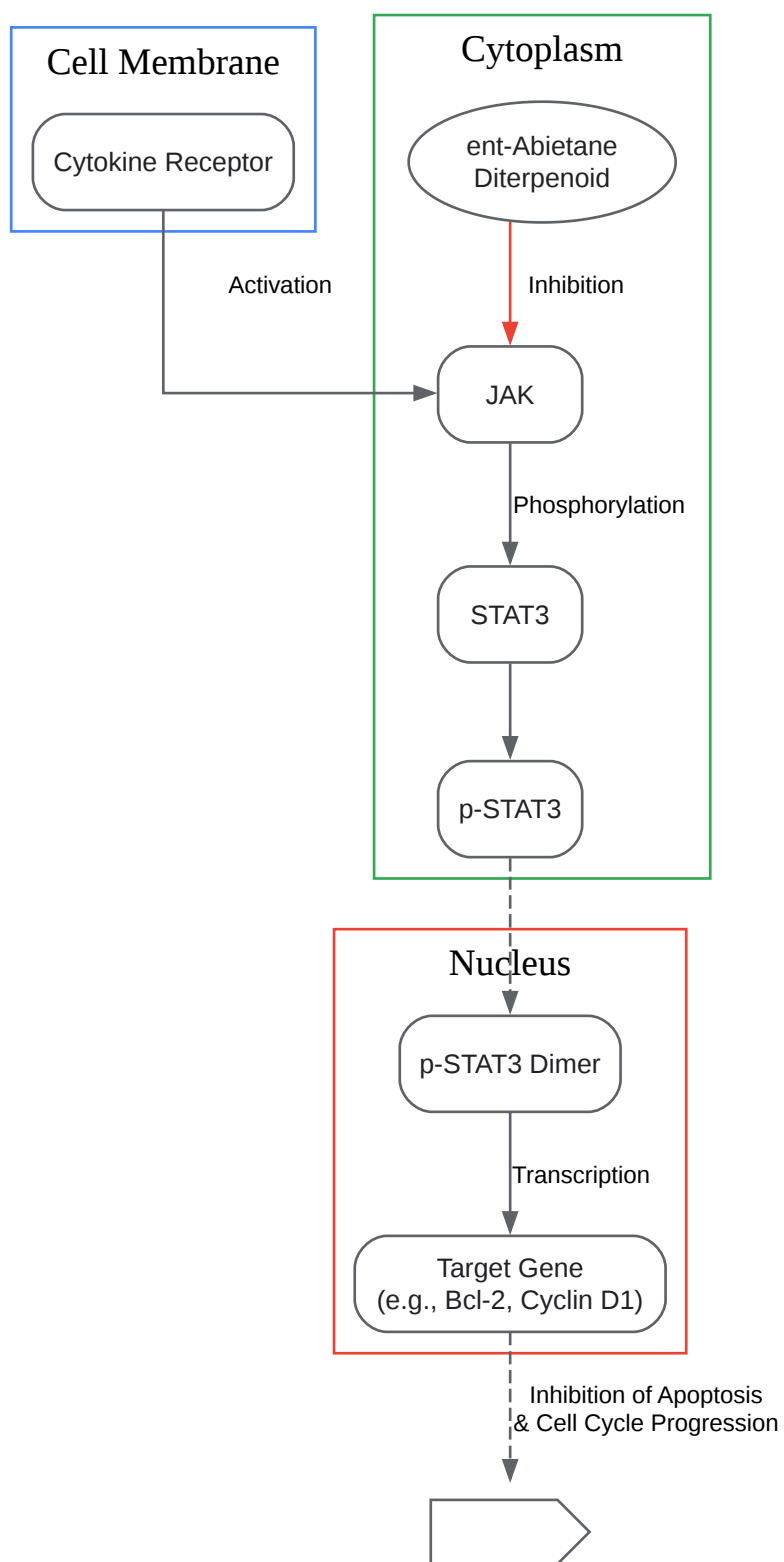 Cell Membrane
Cytoplasm
Cytokine Receptor
ent-Abietane
Diterpenoid
Activation
Inhibition
JAK
Phosphorylation
STAT3
p-STAT3
Nucleus
p-STAT3 Dimer
Transcription
Target Gene
(e.g., Bcl-2, Cyclin D1)
Inhibition of Apoptosis
& Cell Cycle Progression